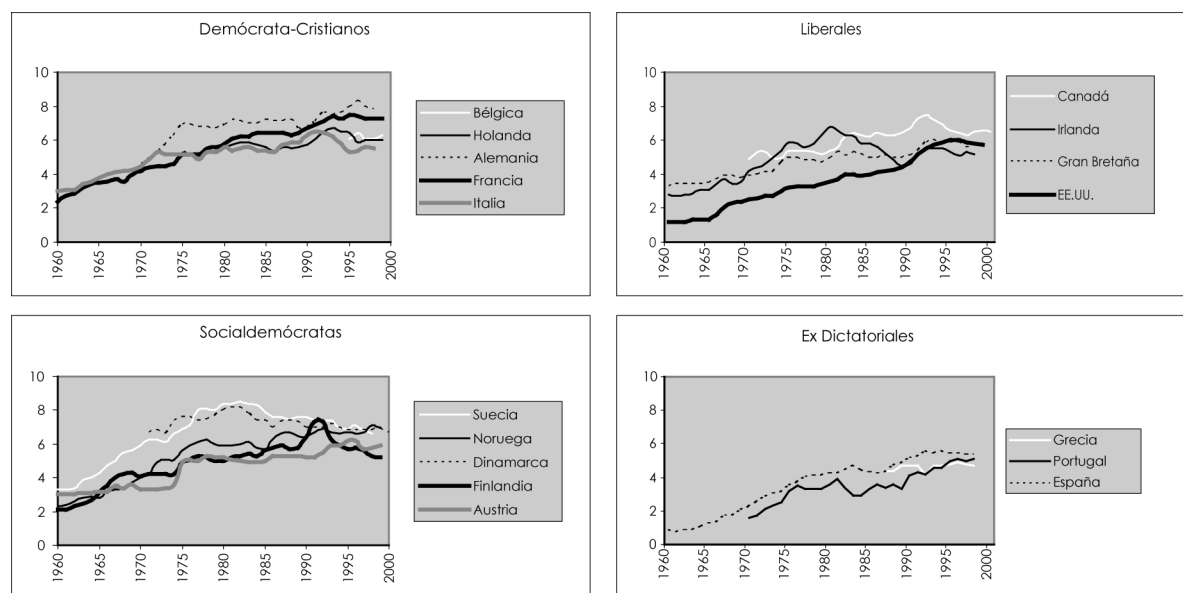 Demócrata-Cristianos
10
8
6
4
2
0
1960
1965
1970
1975
1980
1985
1990
1995
2000
Bélgica
Holanda
Alemania
Francia
Italia
Liberales
10
8
6
4
2
0
1960
1965
1970
1975
1980
1985
1990
1995
2000
Canadá
Irlanda
Gran Bretaña
EE.UU.
Socialdemócratas
10
8
6
4
2
0
1960
1965
1970
1975
1980
1985
1990
1995
2000
Suecia
Noruega
Dinamarca
Finlandia
Austria
Ex Dictatoriales
10
8
6
4
2
0
1960
1965
1970
1975
1980
1985
1990
1995
2000
Grecia
Portugal
España